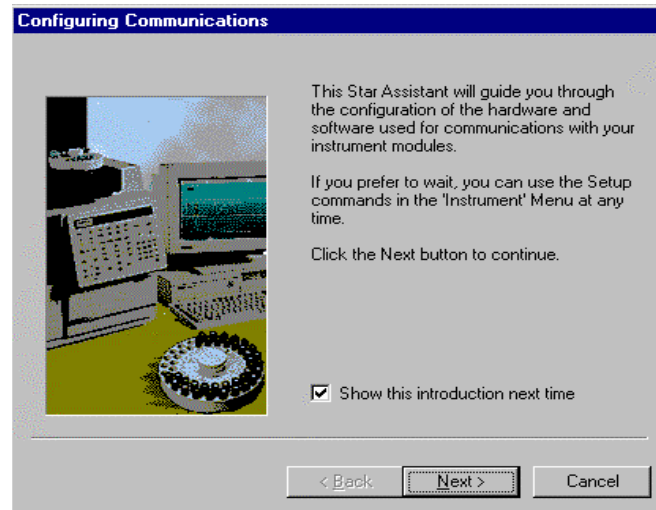 Configuring Communications
This Star Assistant will guide you through
the configuration of the hardware and
software used for communications with your
instrument modules.
If you prefer to wait, you can use the Setup
commands in the 'Instrument' Menu at any
time.
Click the Next button to continue.
Show this introduction next time
< Back
Next >
Cancel